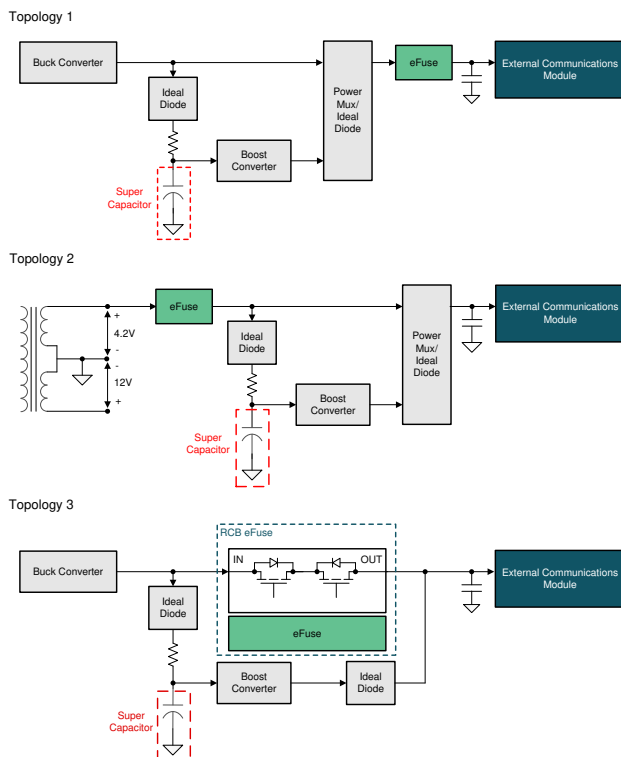 Topology 1
Buck Converter
Ideal
Diode
Super
Capacitor
Boost
Converter
Power
Mux/
Ideal
Diode
eFuse
External Communications
Module
Topology 2
+
4.2V
-
-
12V
+
eFuse
Ideal
Diode
Super
Capacitor
Boost
Converter
Power
Mux/
Ideal
Diode
External Communications
Module
Topology 3
Buck Converter
Ideal
Diode
Super
Capacitor
RCB eFuse
IN
OUT
eFuse
Boost
Converter
Ideal
Diode
External Communications
Module